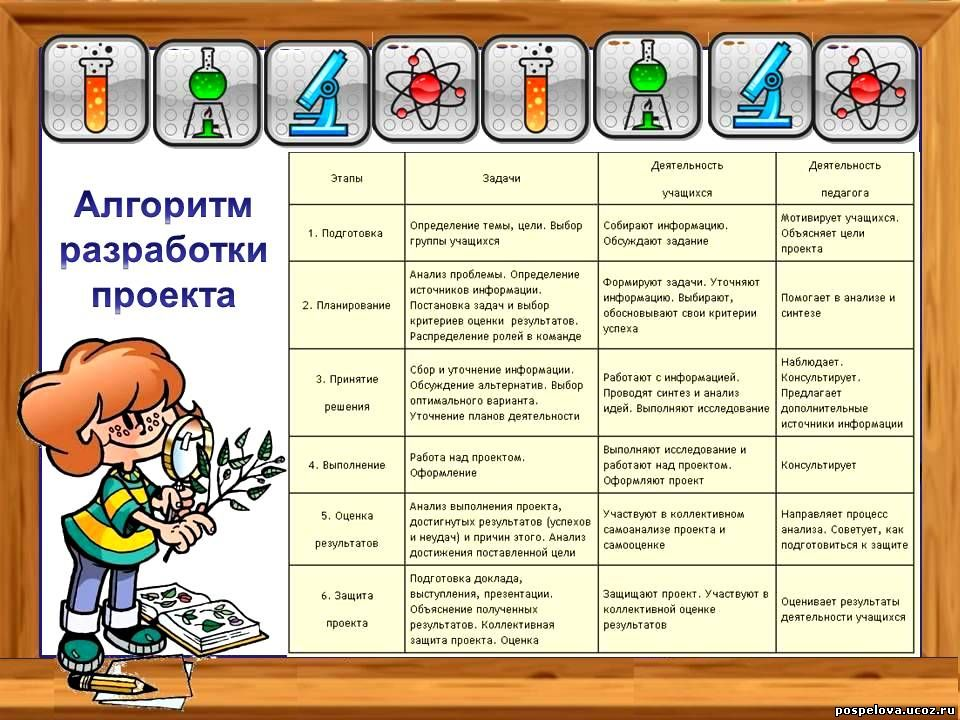 Алгоритм
разработки
проекта
Этапы
Задачи
Деятельность
учащихся
Деятельность
педагога
1. Подготовка
Определение темы, цели. Выбор
группы учащихся
Собирают информацию.
Обсуждают задание
Мотивирует учащихся.
Объясняет цели
проекта
2. Планирование
Анализ проблемы. Определение
источников информации.
Постановка задач и выбор
критериев оценки результатов.
Распределение ролей в команде
Формируют задачи. Уточняют
информацию. Выбирают,
обосновывают свои критерии
успеха
Помогает в анализе и
синтезе
3. Принятие
решения
Сбор и уточнение информации.
Обсуждение альтернатив. Выбор
оптимального варианта.
Уточнение планов деятельности
Работают с информацией.
Проводят синтез и анализ
идей. Выполняют исследование
Наблюдает.
Консультирует.
Предлагает
дополнительные
источники информации
4. Выполнение
Работа над проектом.
Оформление
Выполняют исследование и
работают над проектом.
Оформляют проект
Консультирует
5. Оценка
результатов
Анализ выполнения проекта,
достигнутых результатов (успехов
и неудач) и причин этого. Анализ
достижения поставленной цели
Участвуют в коллективном
самоанализе проекта и
самооценке
Направляет процесс
анализа. Советует, как
подготовиться к защите
6. Защита
проекта
Подготовка доклада,
выступления, презентации.
Объяснение полученных
результатов. Коллективная
защита проекта. Оценка
Защищают проект. Участвуют в
коллективной оценке
результатов
Оценивает результаты
деятельности учащихся
pospelova.ucoz.ru